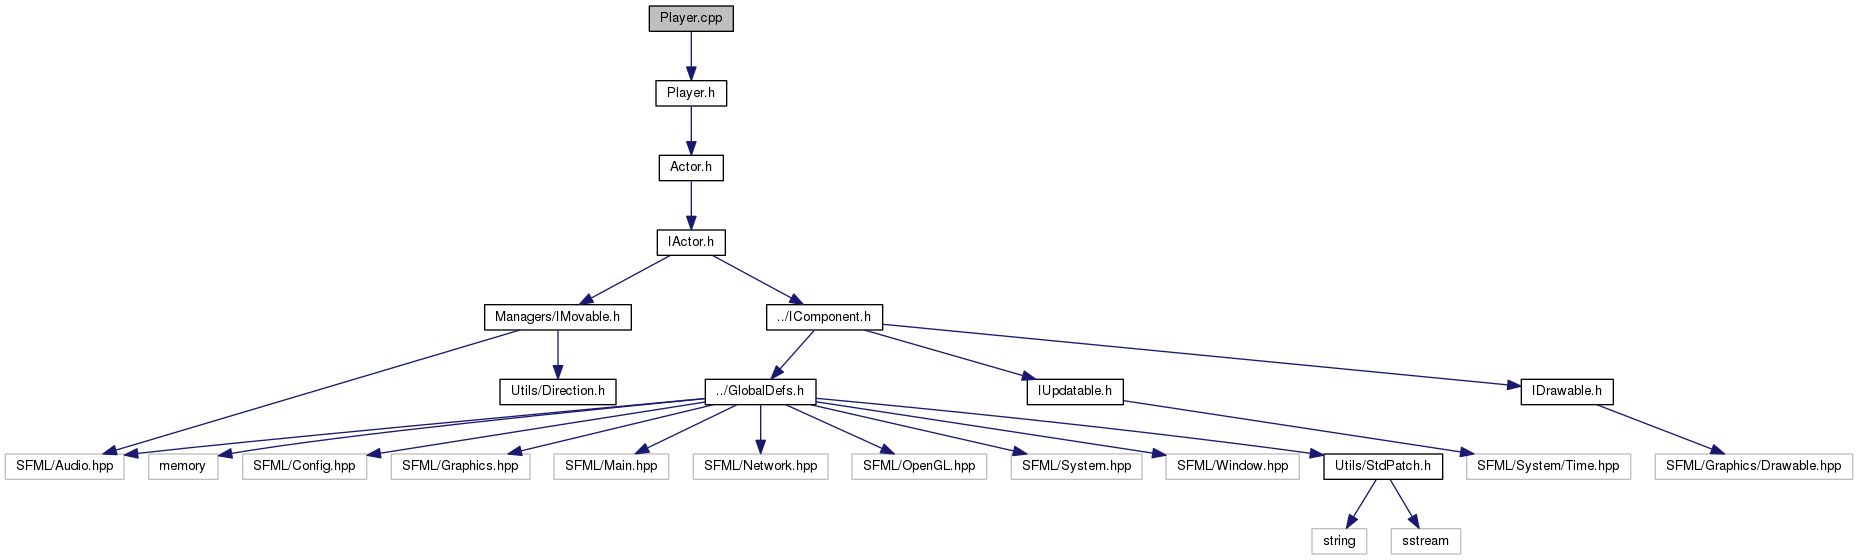 Player.cpp
Player.h
Actor.h
IActor.h
Managers/IMovable.h
../IComponent.h
Utils/Direction.h
../GlobalDefs.h
IUpdatable.h
IDrawable.h
SFML/Audio.hpp
memory
SFML/Config.hpp
SFML/Graphics.hpp
SFML/Main.hpp
SFML/Network.hpp
SFML/OpenGL.hpp
SFML/System.hpp
SFML/Window.hpp
Utils/StdPatch.h
SFML/System/Time.hpp
SFML/Graphics/Drawable.hpp
string
sstream